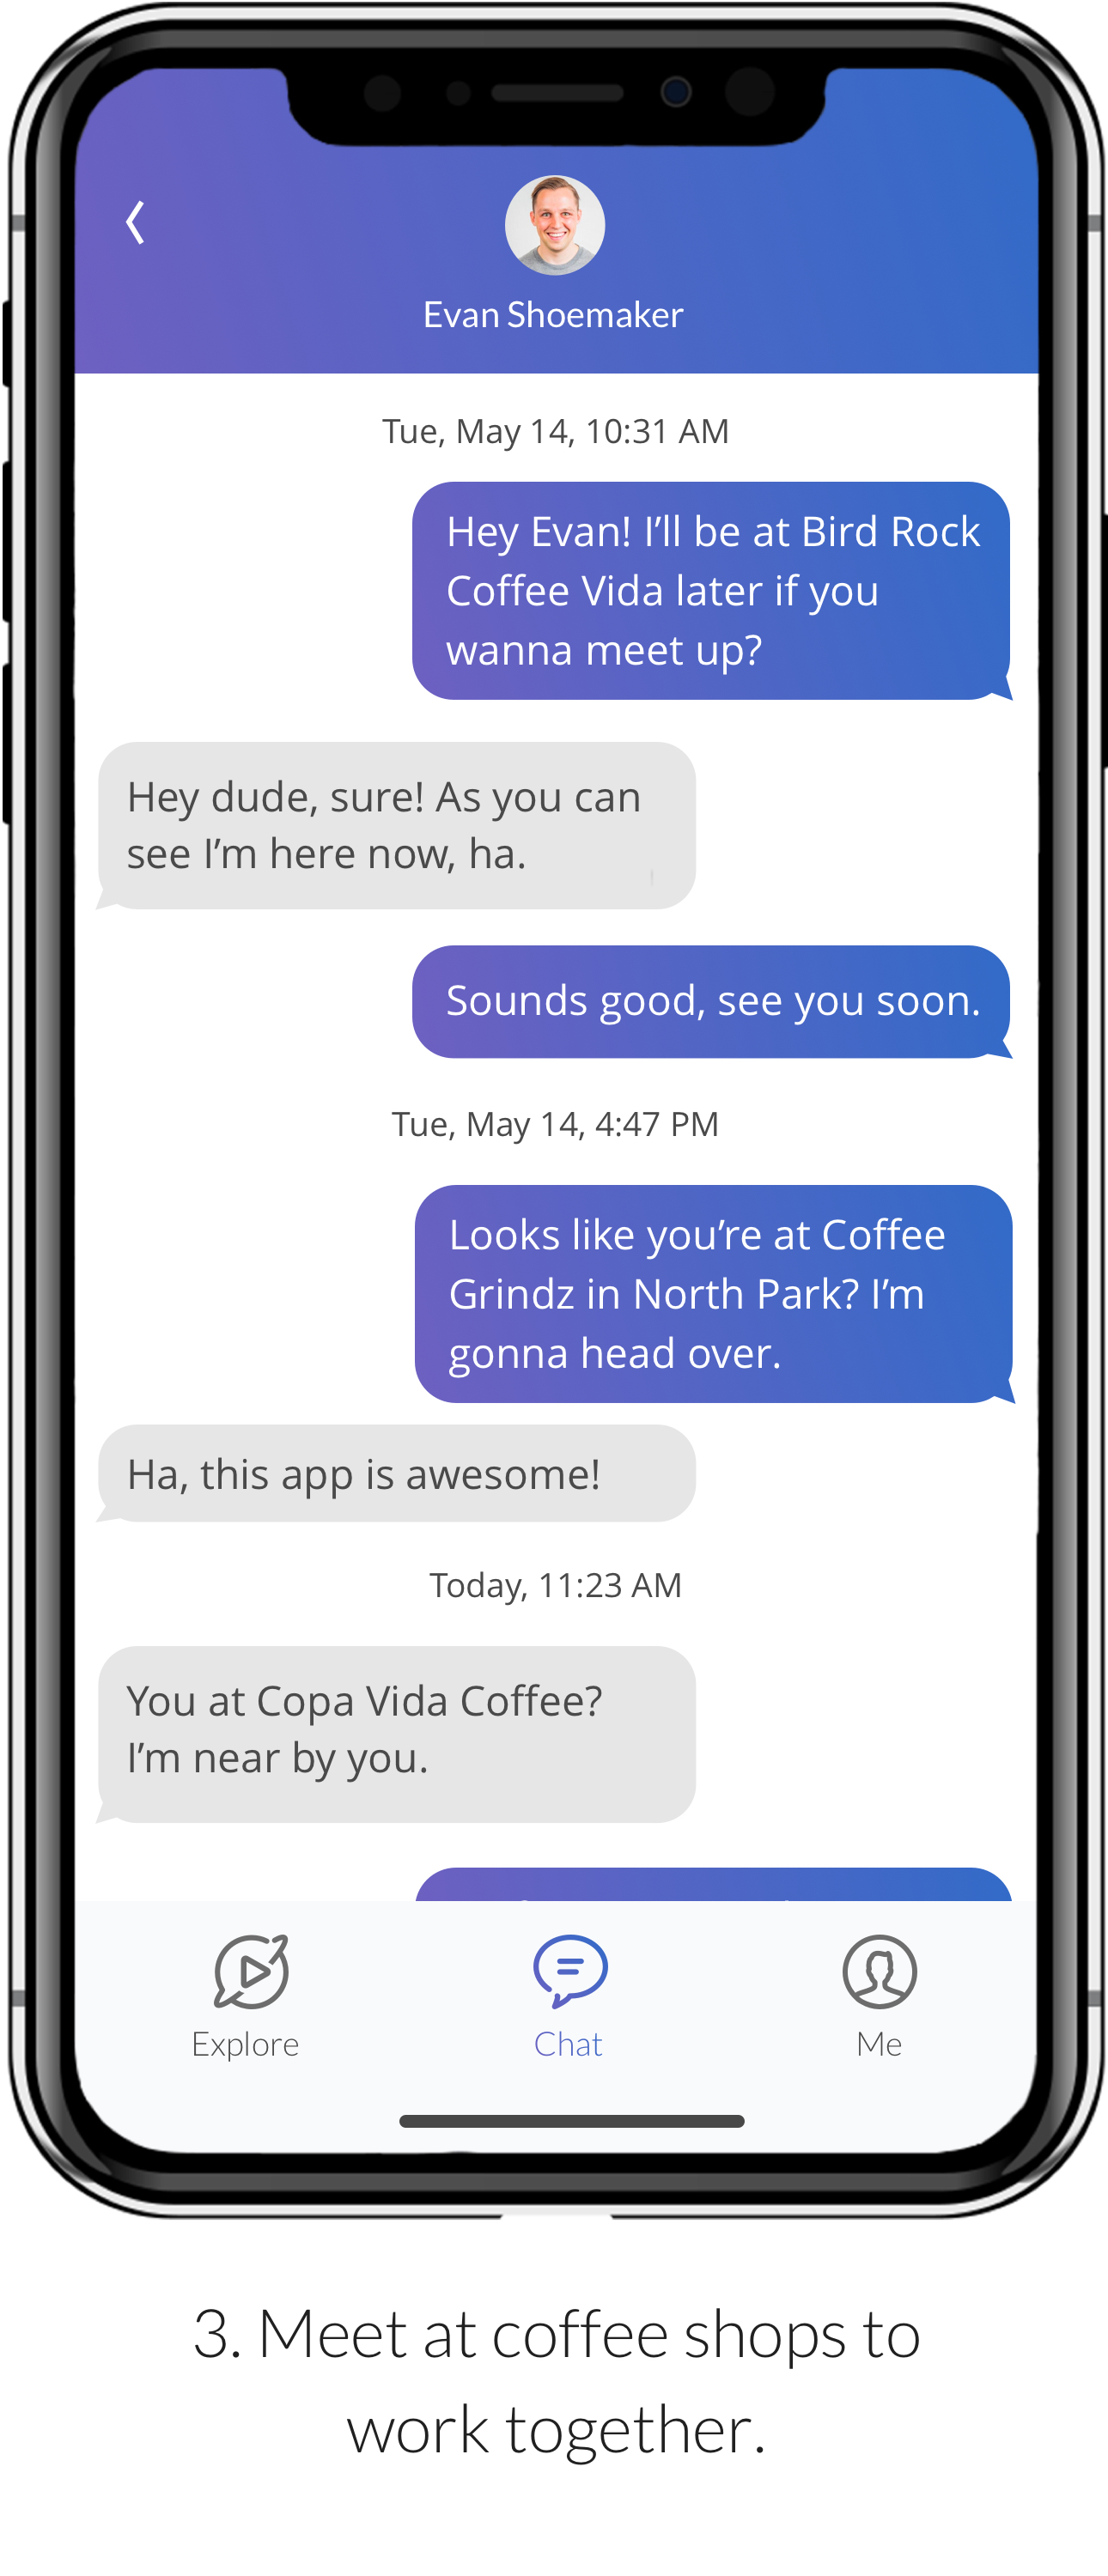 Evan Shoemaker
Tue, May 14, 10:31 AM
Hey Evan! I’ll be at Bird Rock
Coffee Vida later if you
wanna meet up?
Hey dude, sure! As you can
see I’m here now, ha.
Sounds good, see you soon.
Tue, May 14, 4:47 PM
Looks like you’re at Coffee
Grindz in North Park? I’m
gonna head over.
Ha, this app is awesome!
Today, 11:23 AM
You at Copa Vida Coffee?
I’m near by you.
Explore
Chat
Me
3. Meet at coffee shops to
work together.